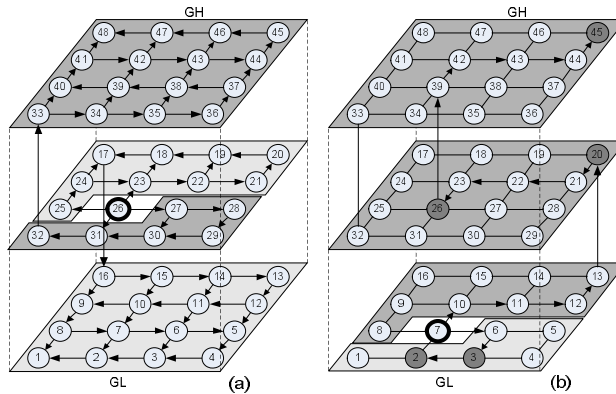 GH GH
48 47 46 45 48 47 46 45
41 42 43 44 41 42 43 44
40 39 38 37 40 39 38 37
33 34 35 36 33 34 35 36
17 18 19 20 17 18 19 20
24 23 22 21 24 23 22 21
25 26 27 28 25 26 27 28
32 31 30 29 32 31 30 29
16 15 14 13 16 15 14 13
9 10 11 12 9 10 11 12
8 7 6 5 8 7 6 5
1 2 3 4 1 2 3 4
GL (a) GL (b)